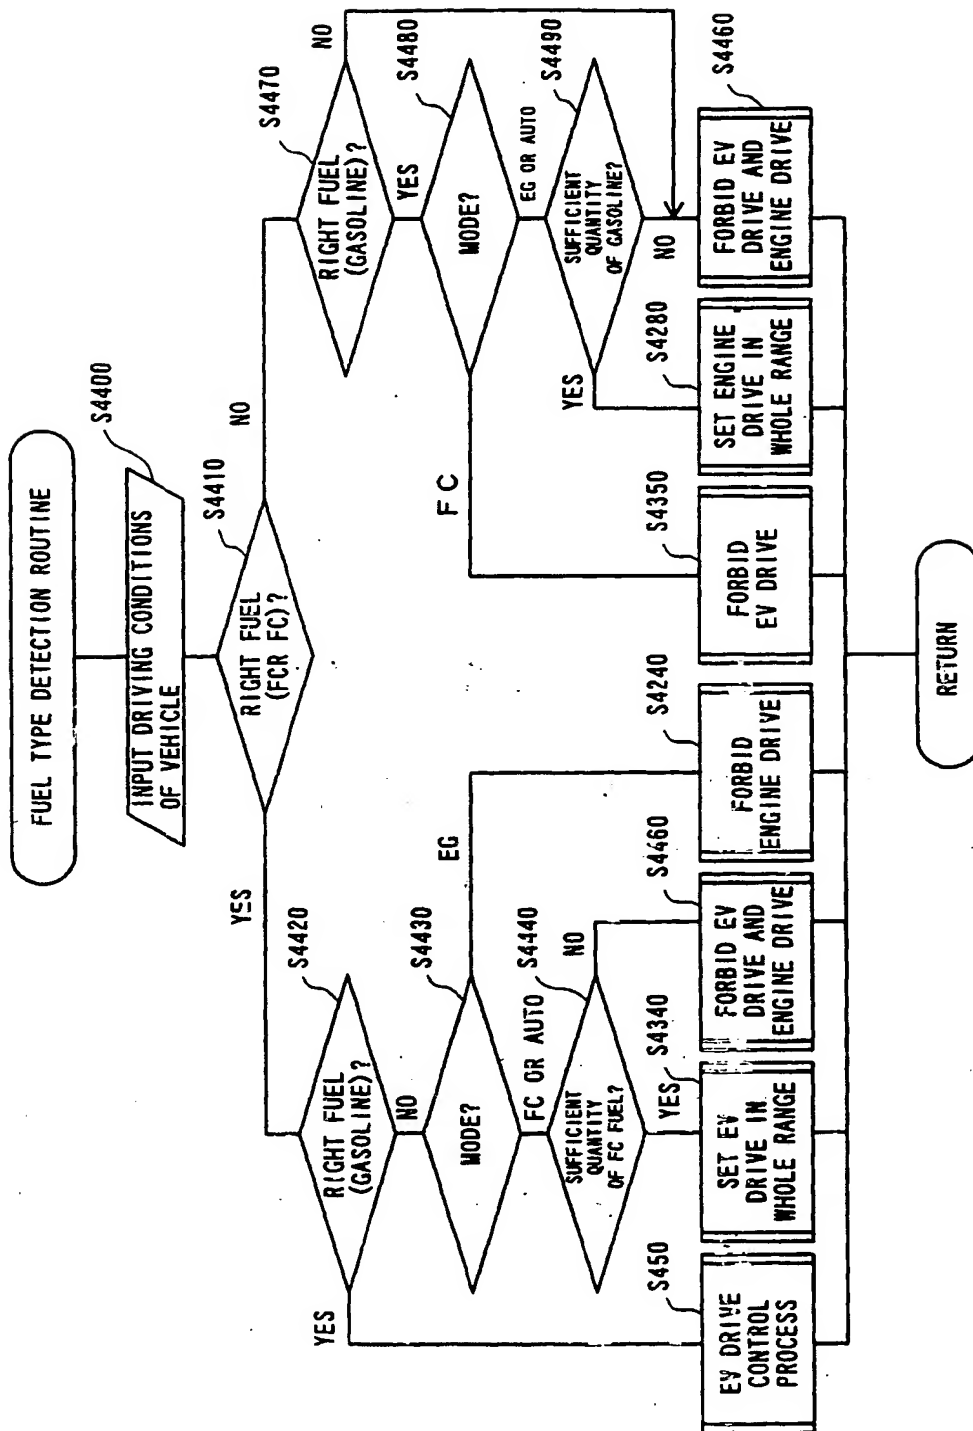 FUEL TYPE DETECTION ROUTINE
S4400
INPUT DRIVING CONDITIONS
OF VEHICLE
S4410
RIGHT FUEL
(FCR FC)?
YES
NO
S4420
RIGHT FUEL
(GASOLINE)?
YES
NO
S4430
MODE?
EG
FC OR AUTO
S4440
SUFFICIENT
QUANTITY
OF FC FUEL?
YES
NO
S4470
RIGHT FUEL
(GASOLINE)?
NO
YES
S4480
MODE?
FC
EG OR AUTO
S4490
SUFFICIENT
QUANTITY
OF GASOLINE?
YES
NO
S450
EV DRIVE
CONTROL
PROCESS
S4340
SET EV
DRIVE IN
WHOLE RANGE
S4460
FORBID EV
DRIVE AND
ENGINE DRIVE
S4240
FORBID
ENGINE DRIVE
S4350
FORBID
EV DRIVE
S4280
SET ENGINE
DRIVE IN
WHOLE RANGE
S4460
FORBID EV
DRIVE AND
ENGINE DRIVE
RETURN